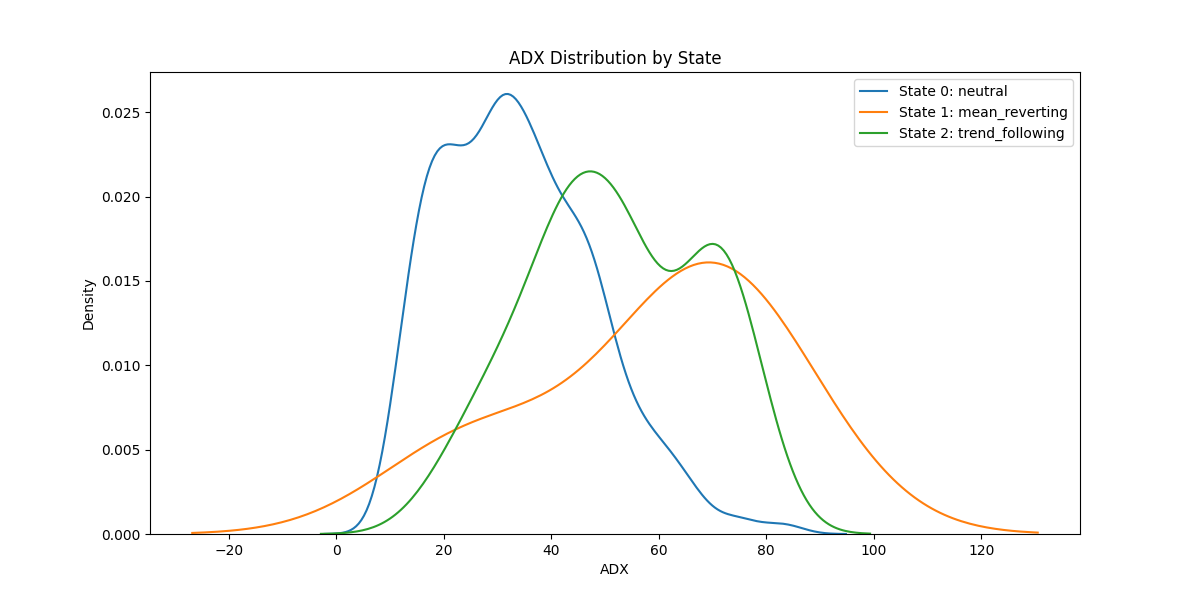 ADX Distribution by State
State 0: neutral
State 1: mean_reverting
State 2: trend_following
Density
0.025
0.020
0.015
0.010
0.005
0.000
−20
0
20
40
60
80
100
120
ADX